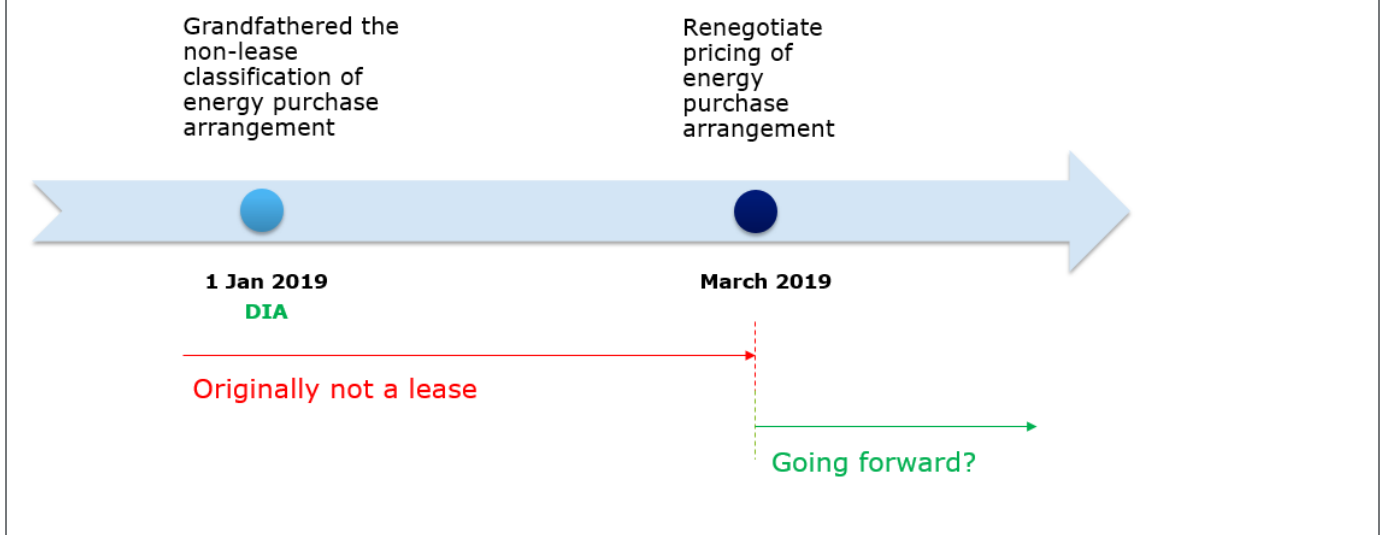 Grandfathered the
non-lease
classification of
energy purchase
arrangement
Renegotiate
pricing of
energy
purchase
arrangement
1 Jan 2019
DIA
March 2019
Originally not a lease
Going forward?